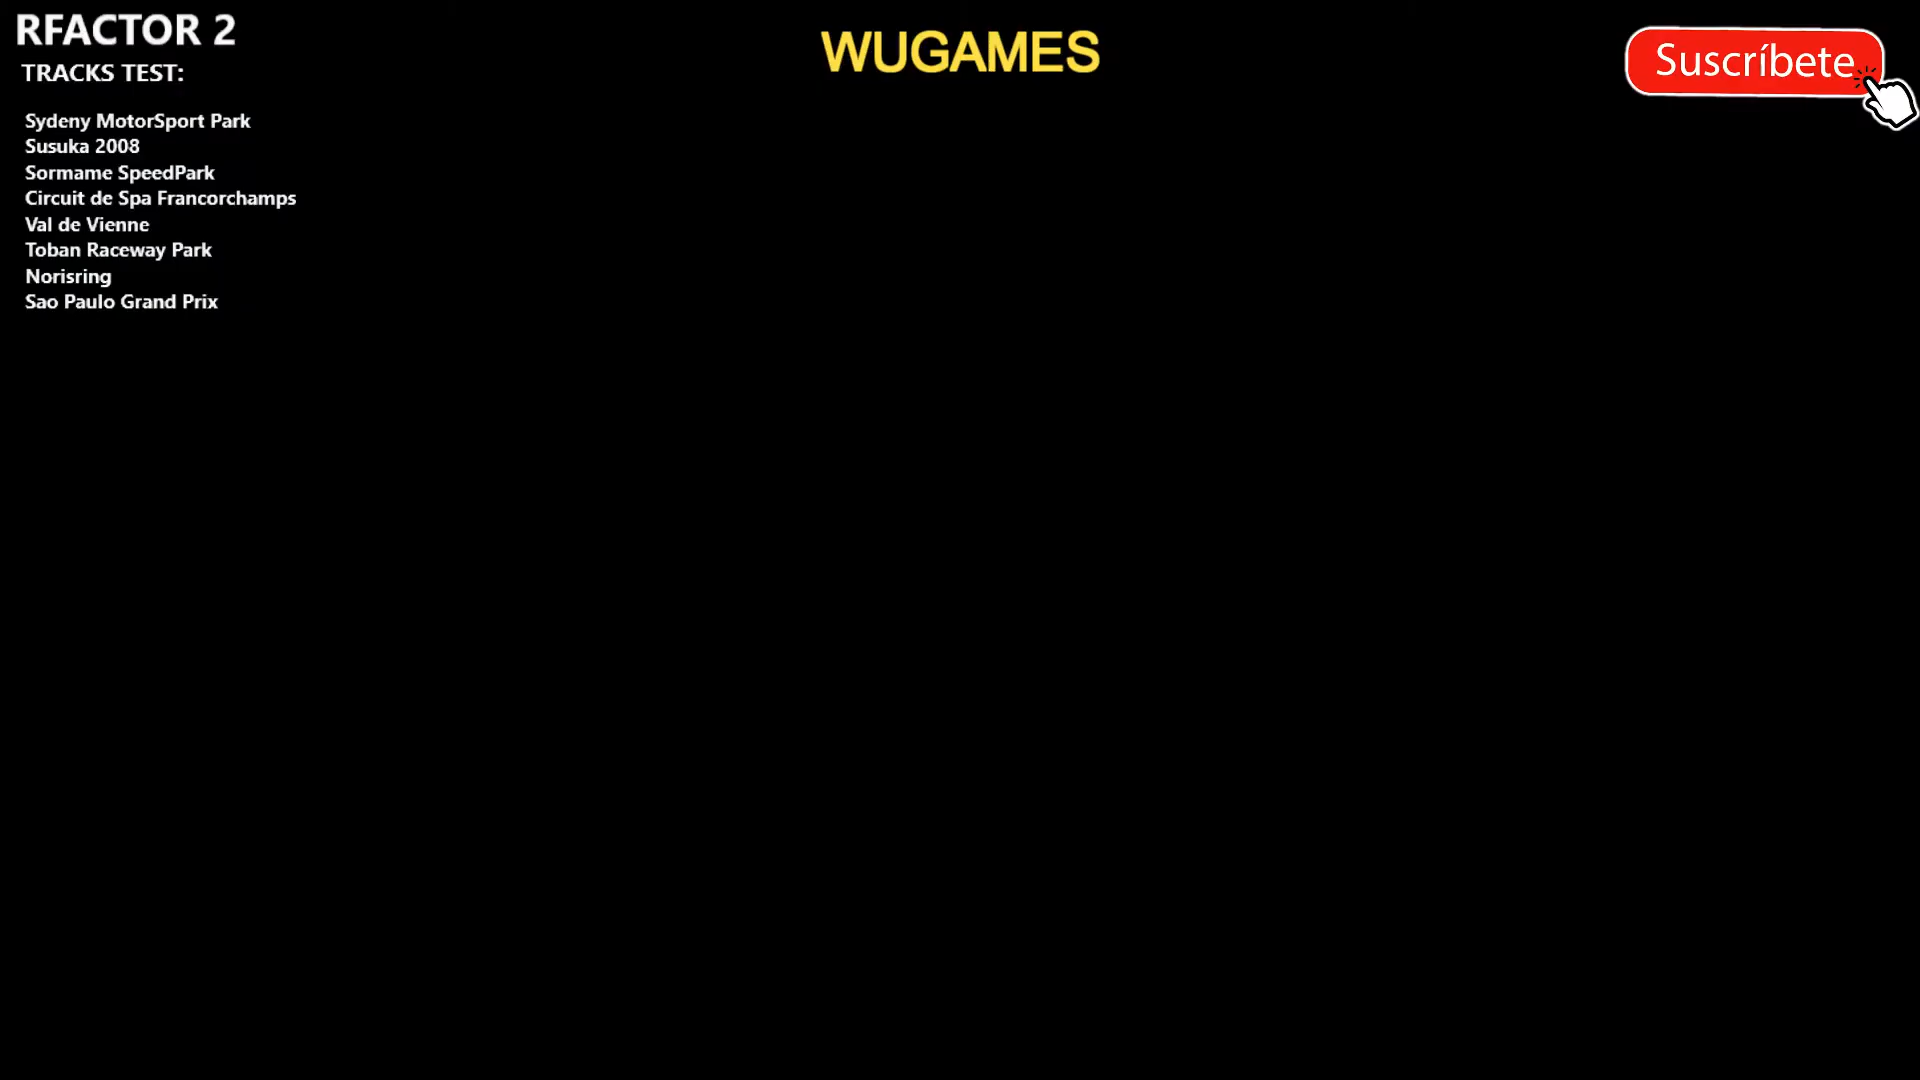 RFACTOR 2
TRACKS TEST:
Sydeny MotorSport Park
Susuka 2008
Sormame SpeedPark
Circuit de Spa Francorchamps
Val de Vienne
Toban Raceway Park
Norisring
Sao Paulo Grand Prix
WUGAMES
Suscríbete